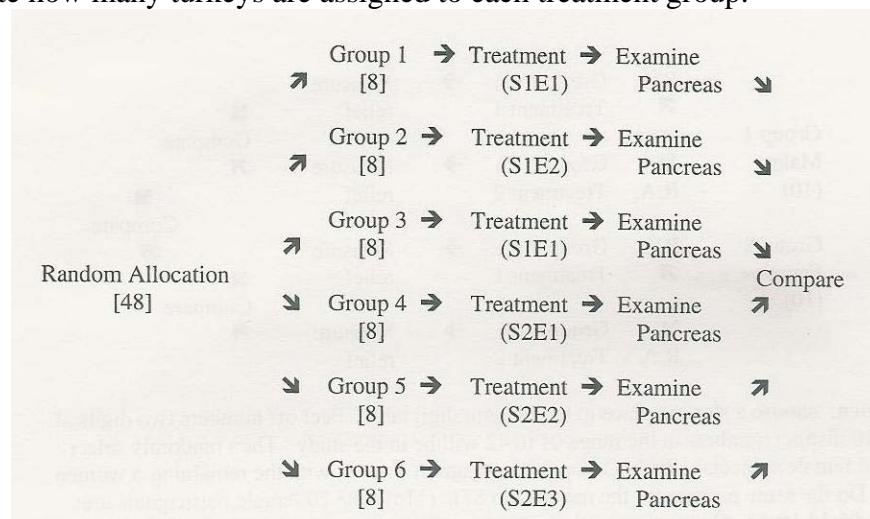 te how many turkeys are assigned to each treatment group.
Group 1 → Treatment → Examine
[8] (S1E1) Pancreas
Group 2 → Treatment → Examine
[8] (S1E2) Pancreas
Group 3 → Treatment → Examine
[8] (S1E1) Pancreas
Random Allocation Compare
[48] Group 4 → Treatment → Examine
[8] (S2E1) Pancreas
Group 5 → Treatment → Examine
[8] (S2E2) Pancreas
Group 6 → Treatment → Examine
[8] (S2E3) Pancreas